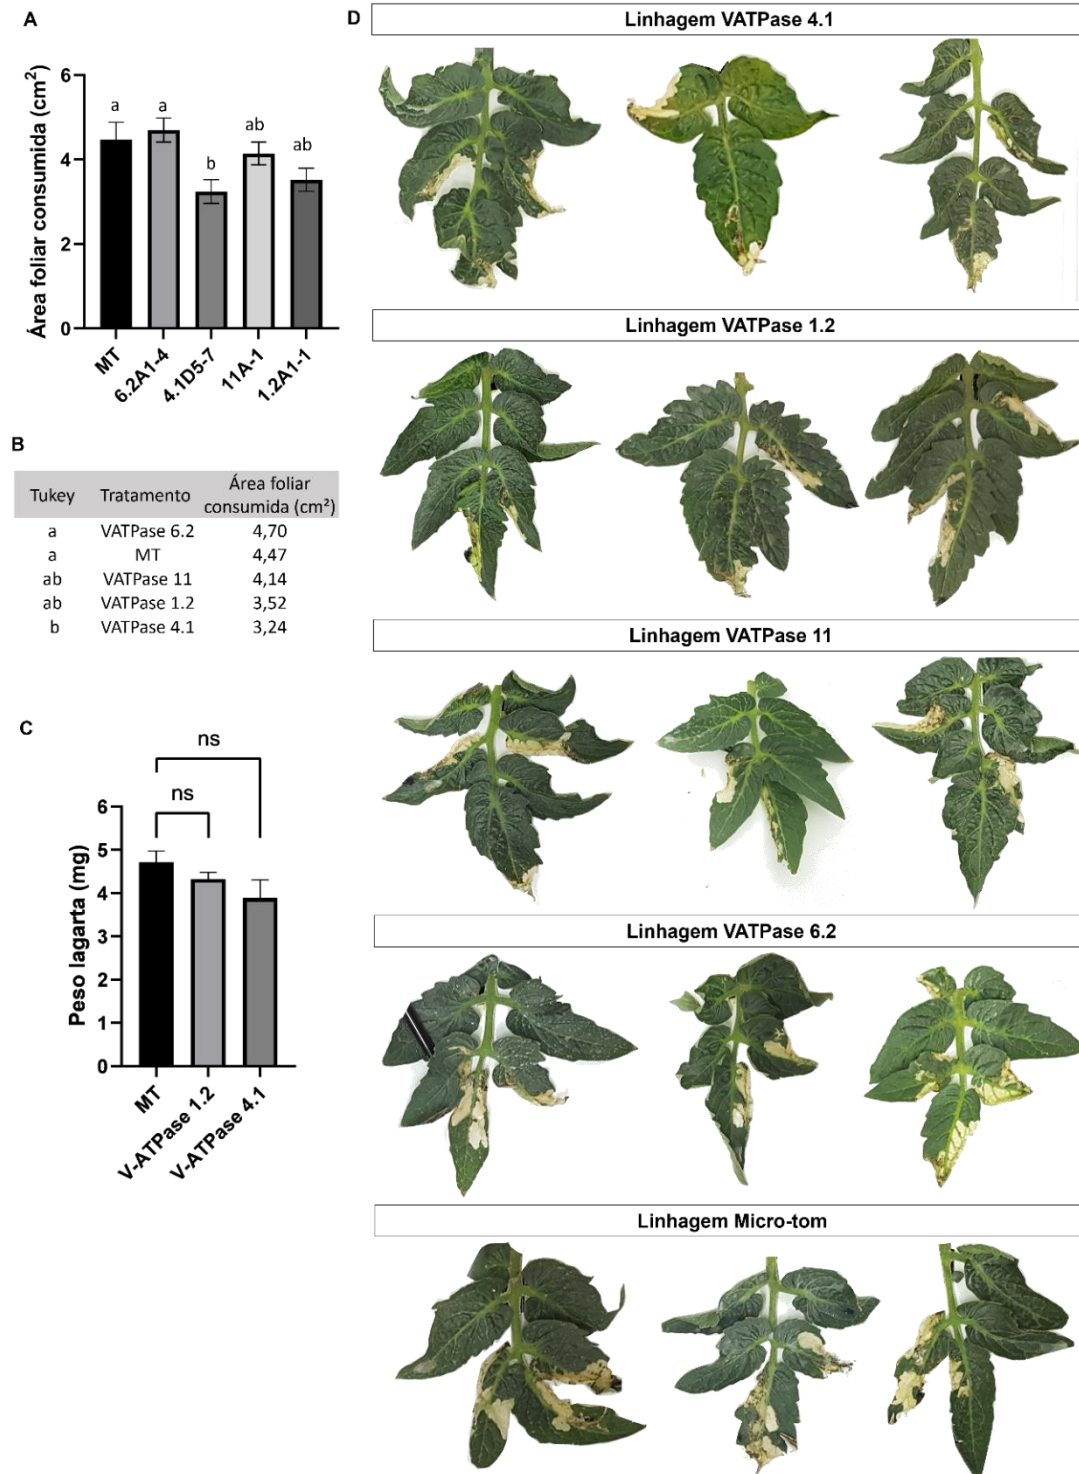 A
Área foliar consumida (cm²)
6
4
2
0
a
a
b
ab
ab
MT
6.2A1-4
4.1D5-7
11A-1
1.2A1-1
B
Tukey Tratamento Área foliar consumida (cm²)
a VATPase 6.2 4,70
a MT 4,47
ab VATPase 11 4,14
ab VATPase 1.2 3,52
b VATPase 4.1 3,24
C
ns
ns
Peso lagarta (mg)
6
5
4
3
2
1
0
MT
V-ATPase 1.2
V-ATPase 4.1
D
Linhagem VATPase 4.1
Linhagem VATPase 1.2
Linhagem VATPase 11
Linhagem VATPase 6.2
Linhagem Micro-tom